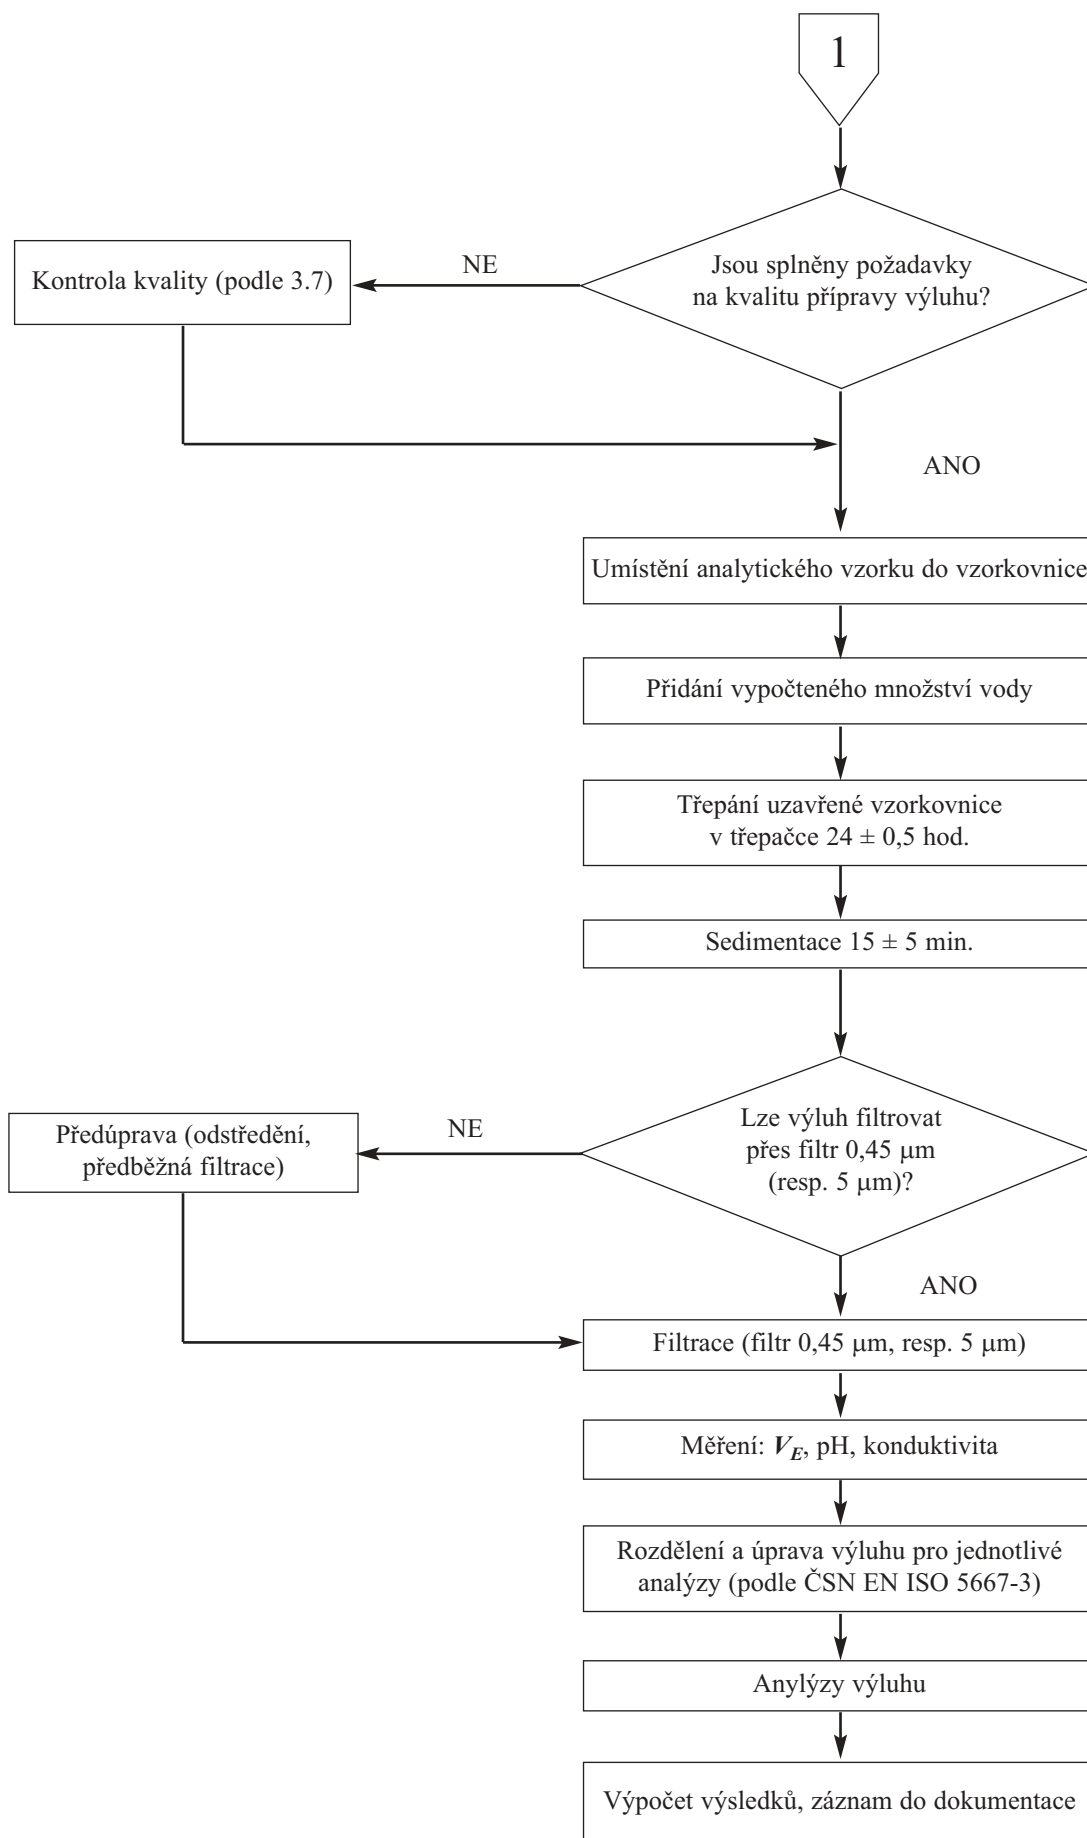 1
Jsou splněny požadavky
na kvalitu přípravy výluhu?
NE
Kontrola kvality (podle 3.7)
ANO
Umístění analytického vzorku do vzorkovnice
Přidání vypočteného množství vody
Třepání uzavřené vzorkovnice
v třepačce 24 ± 0,5 hod.
Sedimentace 15 ± 5 min.
Lze výluh filtrovat
přes filtr 0,45 µm
(resp. 5 µm)?
NE
Předúprava (odstředění,
předběžná filtrace)
ANO
Filtrace (filtr 0,45 µm, resp. 5 µm)
Měření: V_E, pH, konduktivita
Rozdělení a úprava výluhu pro jednotlivé
analýzy (podle ČSN EN ISO 5667-3)
Anylýzy výluhu
Výpočet výsledků, záznam do dokumentace